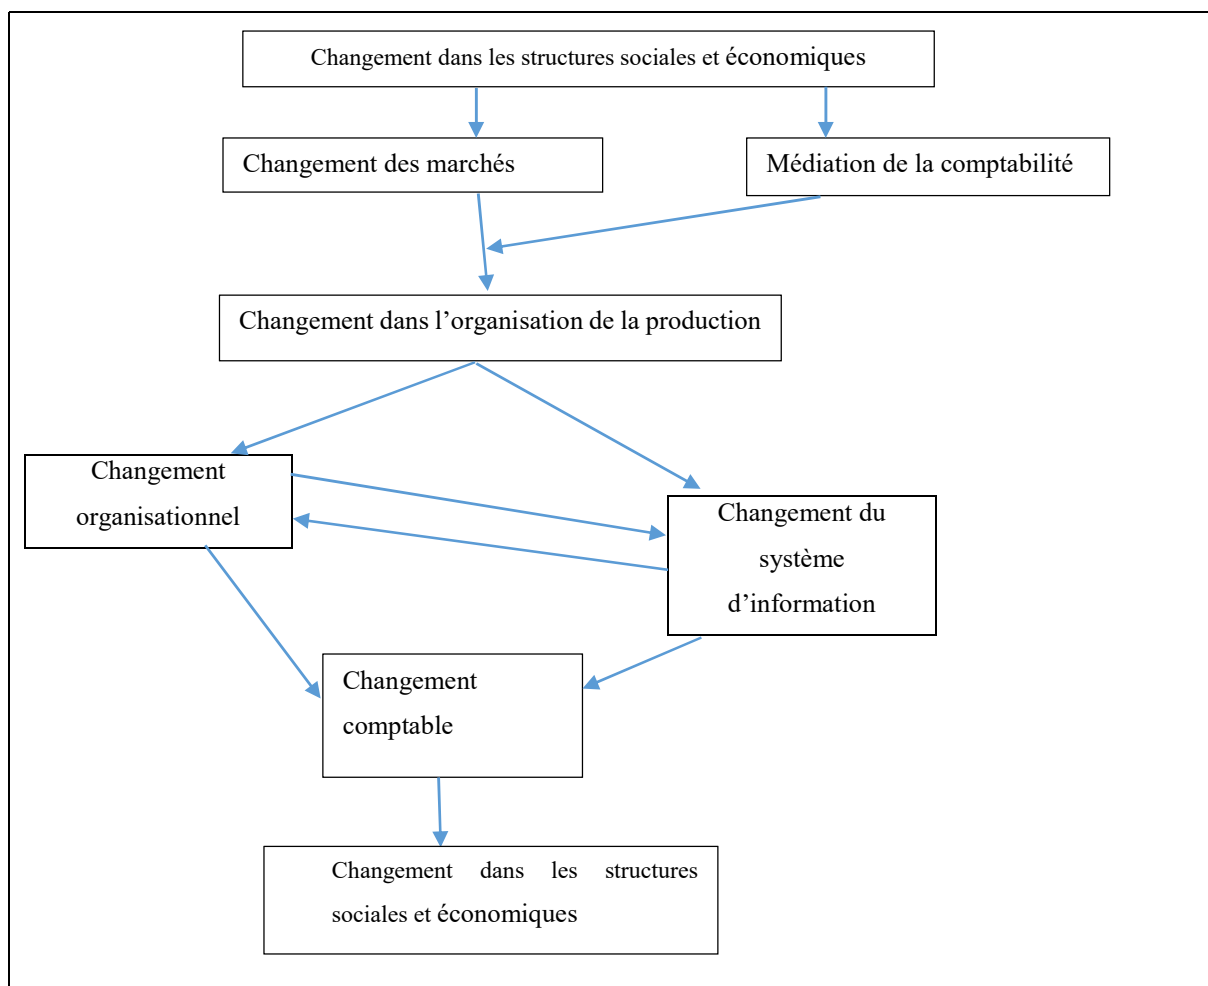 Changement dans les structures sociales et économiques
Changement des marchés
Médiation de la comptabilité
Changement dans l’organisation de la production
Changement
organisationnel
Changement du
système
d’information
Changement
comptable
Changement dans les structures
sociales et économiques